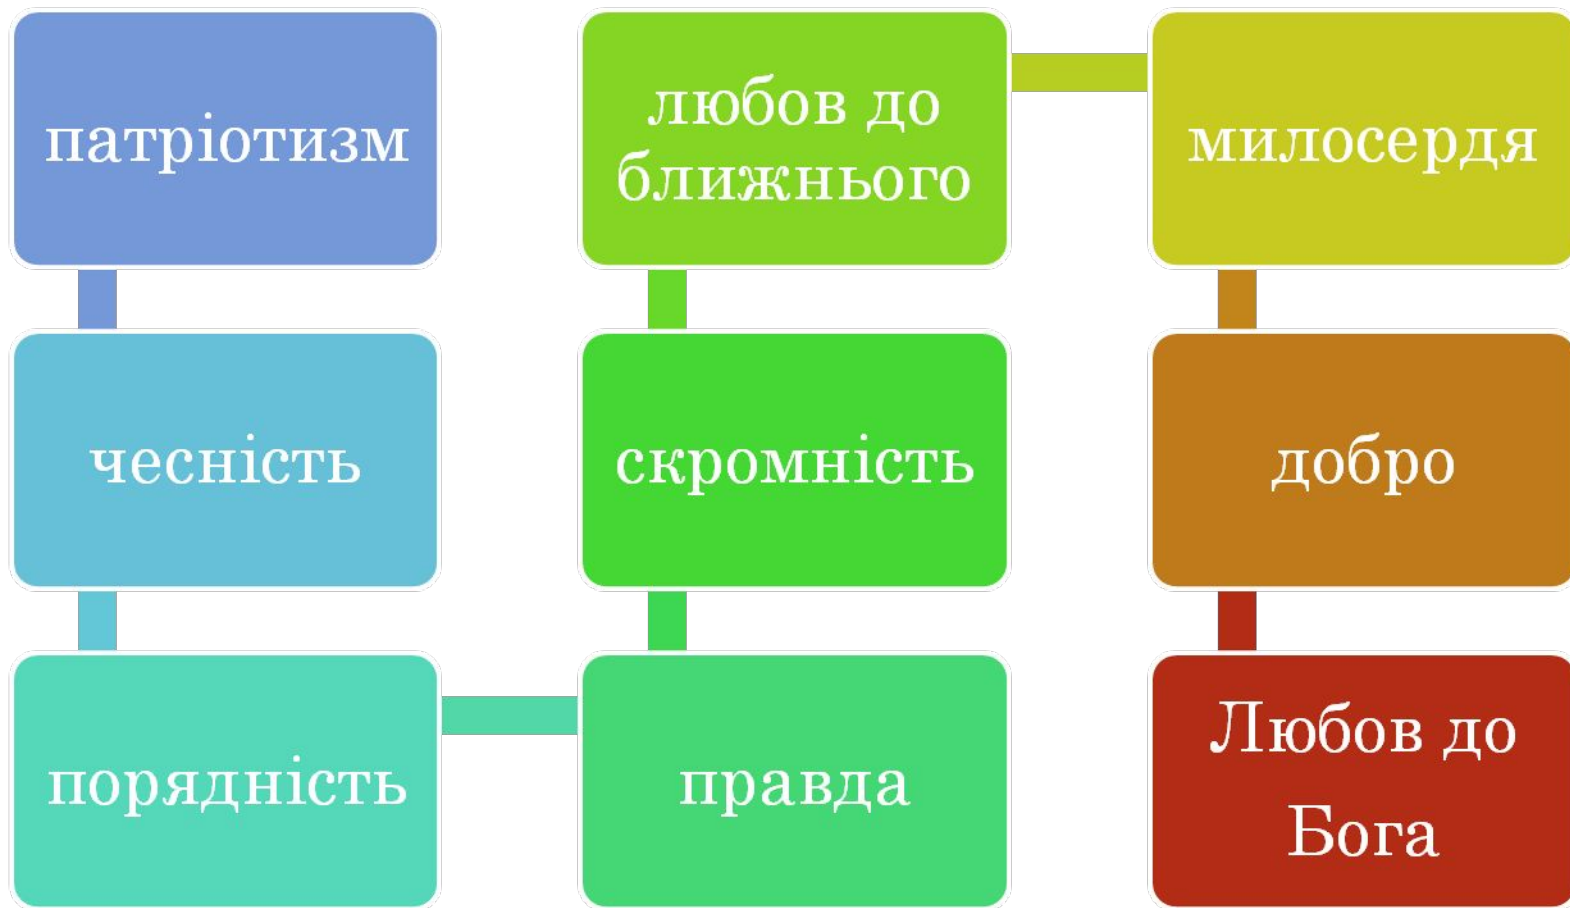 патріотизм
чесність
порядність
правда
скромність
любов до
ближнього
милосердя
добро
Любов до
Бога